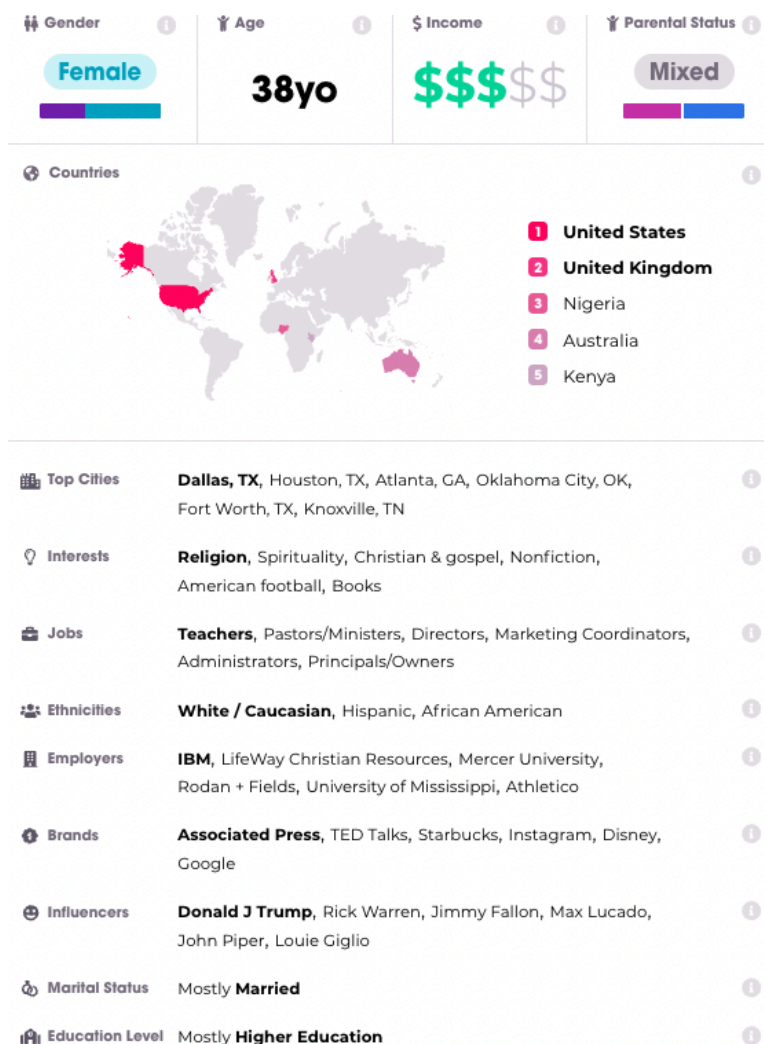 Gender
Age
$ Income
Parental Status
Female
38yo
$$$$$
Mixed
Countries
1 United States
2 United Kingdom
3 Nigeria
4 Australia
5 Kenya
Top Cities Dallas, TX, Houston, TX, Atlanta, GA, Oklahoma City, OK,
Fort Worth, TX, Knoxville, TN
Interests Religion, Spirituality, Christian & gospel, Nonfiction,
American football, Books
Jobs Teachers, Pastors/Ministers, Directors, Marketing Coordinators,
Administrators, Principals/Owners
Ethnicities White / Caucasian, Hispanic, African American
Employers IBM, LifeWay Christian Resources, Mercer University,
Rodan + Fields, University of Mississippi, Athletico
Brands Associated Press, TED Talks, Starbucks, Instagram, Disney,
Google
Influencers Donald J Trump, Rick Warren, Jimmy Fallon, Max Lucado,
John Piper, Louie Giglio
Marital Status Mostly Married
Education Level Mostly Higher Education